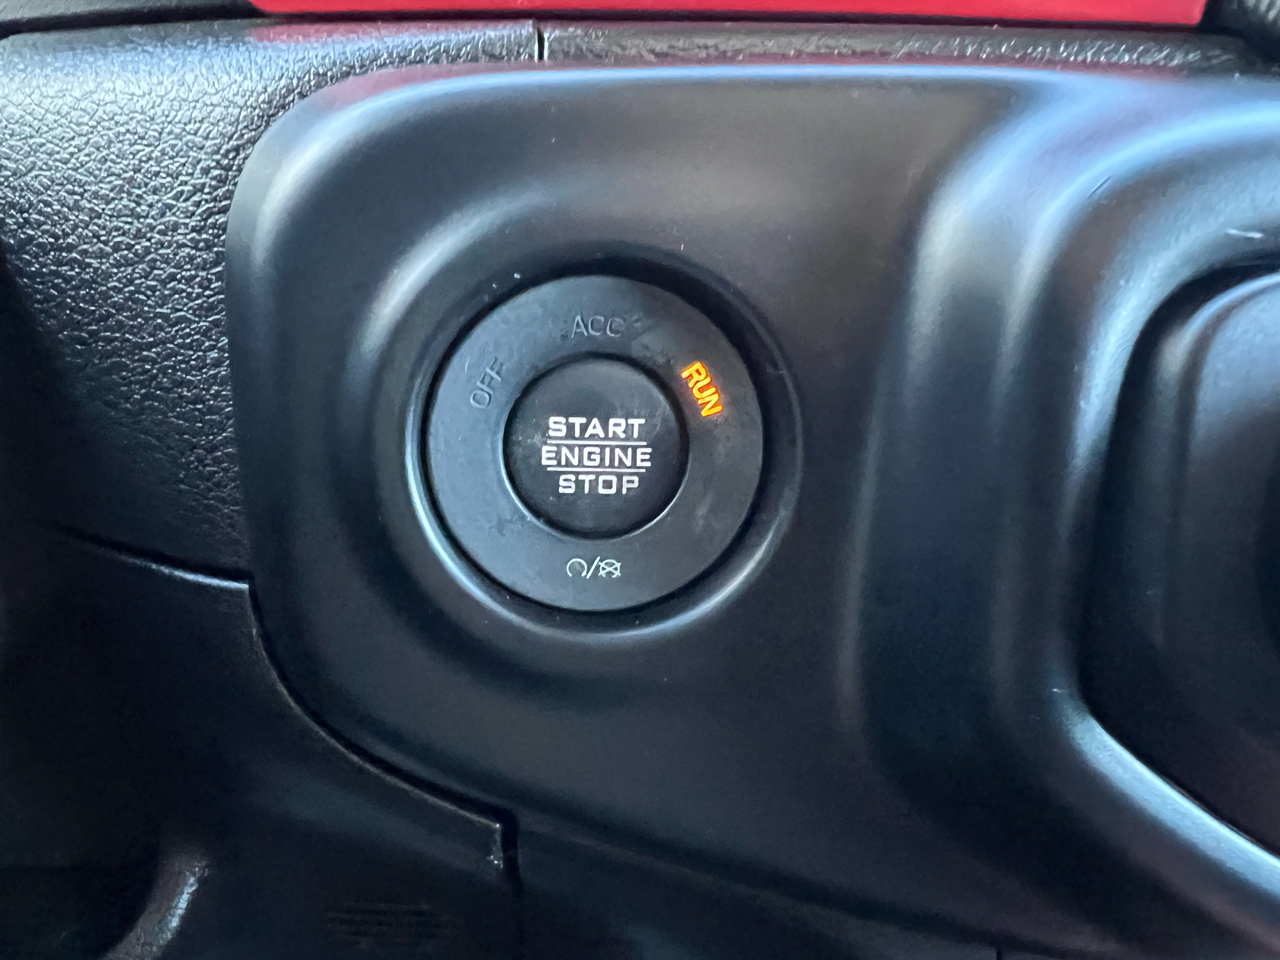 ACC
OFF
RUN
START
ENGINE
STOP